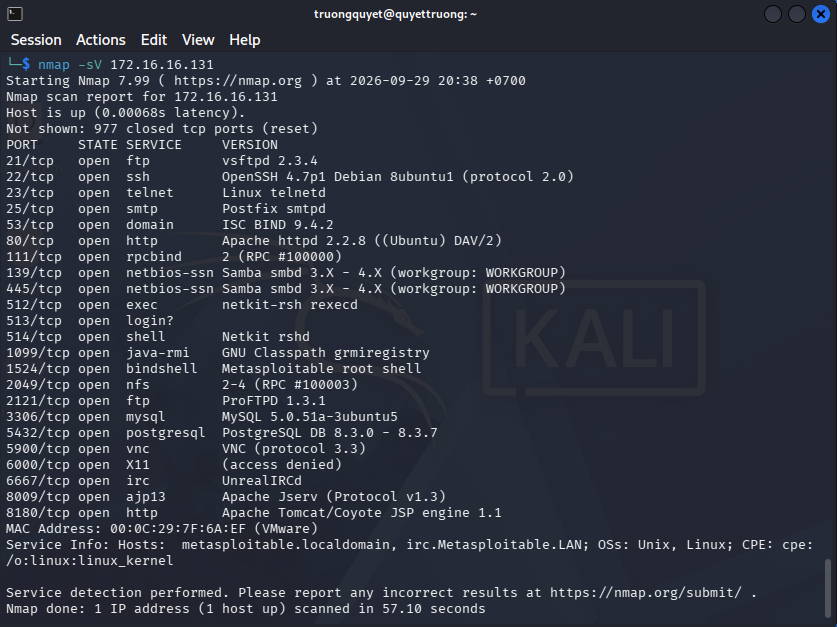 truongquyet@quyettruong: ~
Session Actions Edit View Help
└─$ nmap -sV 172.16.16.131
Starting Nmap 7.99 ( https://nmap.org ) at 2026-09-29 20:38 +0700
Nmap scan report for 172.16.16.131
Host is up (0.00068s latency).
Not shown: 977 closed tcp ports (reset)
PORT     STATE SERVICE     VERSION
21/tcp   open  ftp         vsftpd 2.3.4
22/tcp   open  ssh         OpenSSH 4.7p1 Debian 8ubuntu1 (protocol 2.0)
23/tcp   open  telnet      Linux telnetd
25/tcp   open  smtp        Postfix smtpd
53/tcp   open  domain      ISC BIND 9.4.2
80/tcp   open  http        Apache httpd 2.2.8 ((Ubuntu) DAV/2)
111/tcp  open  rpcbind     2 (RPC #100000)
139/tcp  open  netbios-ssn Samba smbd 3.X - 4.X (workgroup: WORKGROUP)
445/tcp  open  netbios-ssn Samba smbd 3.X - 4.X (workgroup: WORKGROUP)
512/tcp  open  exec        netkit-rsh rexecd
513/tcp  open  login?
514/tcp  open  shell       Netkit rshd
1099/tcp open  java-rmi    GNU Classpath grmiregistry
1524/tcp open  bindshell   Metasploitable root shell
2049/tcp open  nfs         2-4 (RPC #100003)
2121/tcp open  ftp         ProFTPD 1.3.1
3306/tcp open  mysql       MySQL 5.0.51a-3ubuntu5
5432/tcp open  postgresql  PostgreSQL DB 8.3.0 - 8.3.7
5900/tcp open  vnc         VNC (protocol 3.3)
6000/tcp open  X11         (access denied)
6667/tcp open  irc         UnrealIRCd
8009/tcp open  ajp13       Apache Jserv (Protocol v1.3)
8180/tcp open  http        Apache Tomcat/Coyote JSP engine 1.1
MAC Address: 00:0C:29:7F:6A:EF (VMware)
Service Info: Hosts:  metasploitable.localdomain, irc.Metasploitable.LAN; OSs: Unix, Linux; CPE: cpe:
/o:linux:linux_kernel
Service detection performed. Please report any incorrect results at https://nmap.org/submit/ .
Nmap done: 1 IP address (1 host up) scanned in 57.10 seconds
KALI